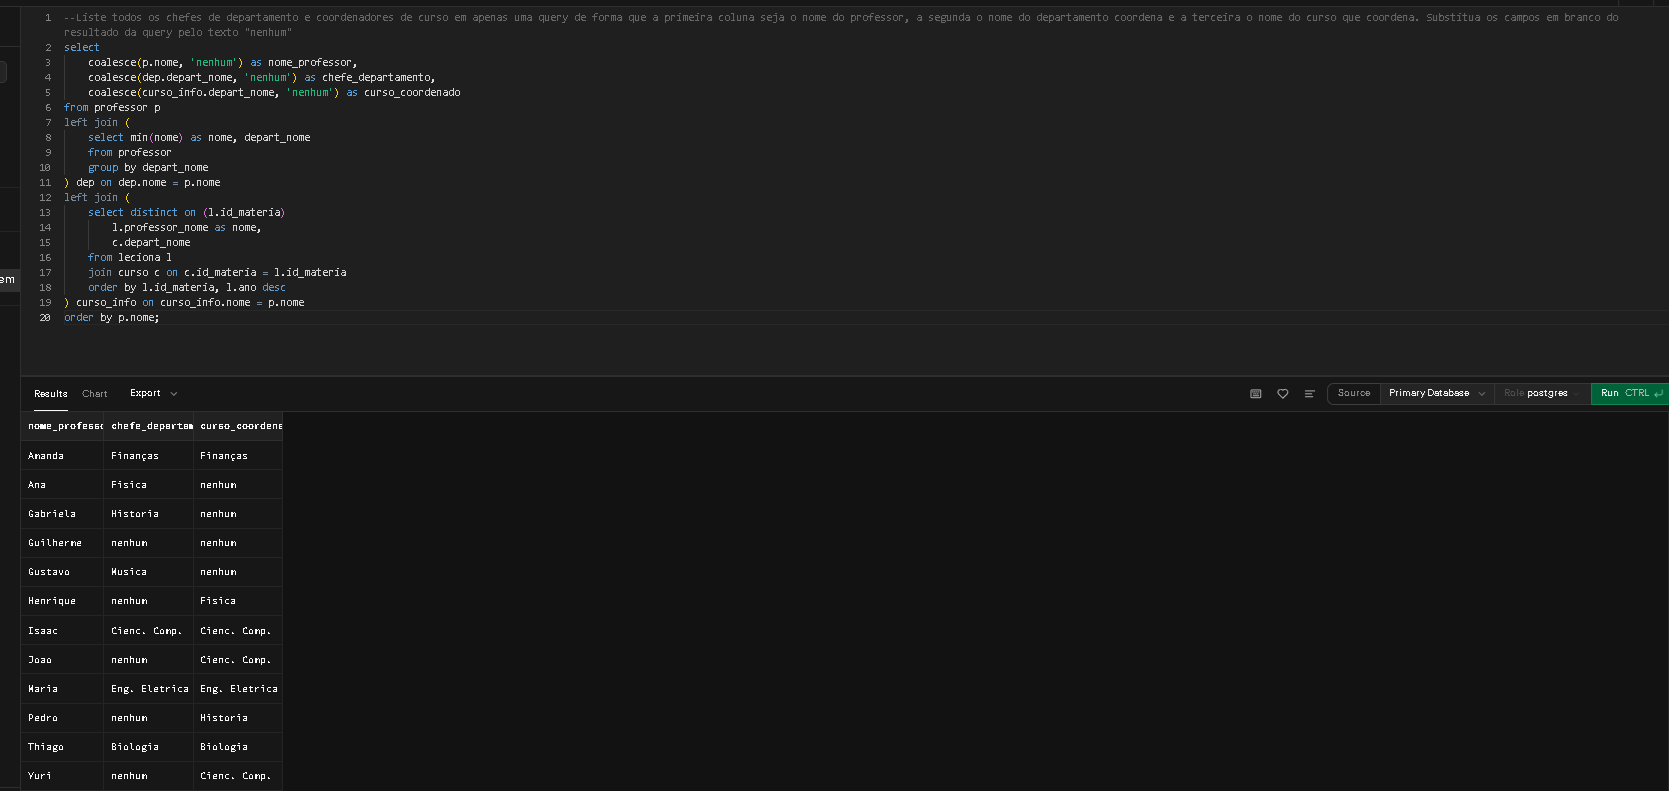 1 --Liste todos os chefes de departamento e coordenadores de curso em apenas uma query de forma que a primeira coluna seja o nome do professor, a segunda o nome do departamento coordena e a terceira o nome do curso que coordena. Substitua os campos em branco do
resultado da query pelo texto "nenhum"
2 select
3 coalesce(p.nome, 'nenhum') as nome_professor,
4 coalesce(dep.depart_nome, 'nenhum') as chefe_departamento,
5 coalesce(curso_info.depart_nome, 'nenhum') as curso_coordenado
6 from professor p
7 left join (
8 select min(nome) as nome, depart_nome
9 from professor
10 group by depart_nome
11 ) dep on dep.nome = p.nome
12 left join (
13 select distinct on (l.id_materia)
14 l.professor_nome as nome,
15 c.depart_nome
16 from leciona l
17 join curso c on c.id_materia = l.id_materia
em
18 order by l.id_materia, l.ano desc
19 ) curso_info on curso_info.nome = p.nome
20 order by p.nome;
Results Chart Export Source Primary Database Role postgres Run CTRL ↵
nome_professo chefe_departam curso_coordena
Amanda Finanças Finanças
Ana Fisica nenhum
Gabriela Historia nenhum
Guilherme nenhum nenhum
Gustavo Musica nenhum
Henrique nenhum Fisica
Isaac Cienc. Comp. Cienc. Comp.
Joao nenhum Cienc. Comp.
Maria Eng. Eletrica Eng. Eletrica
Pedro nenhum Historia
Thiago Biologia Biologia
Yuri nenhum Cienc. Comp.